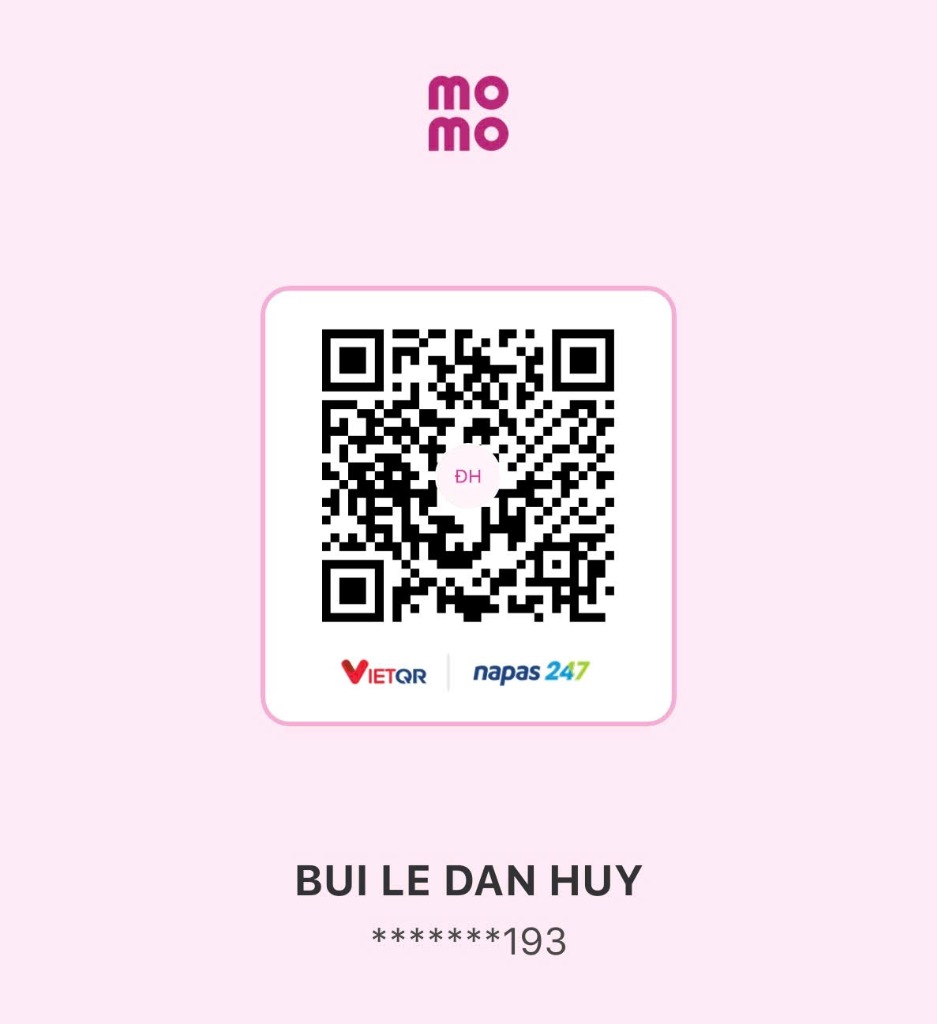 mo
mo
ĐH
VIETQR | napas 247
BUI LE DAN HUY
*******193